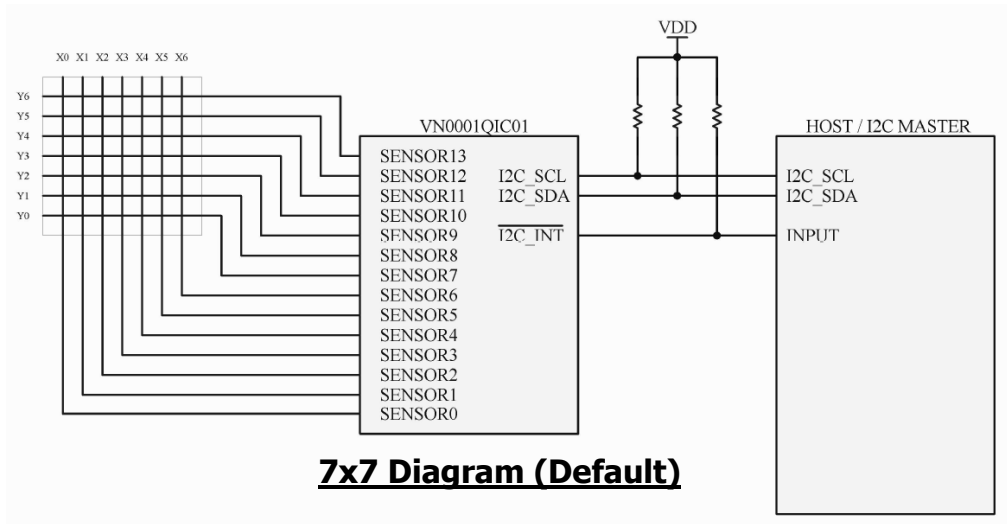 VDD
X0 X1 X2 X3 X4 X5 X6
Y6
Y5
Y4
Y3
Y2
Y1
Y0
VN0001QIC01
SENSOR13
SENSOR12 I2C_SCL
SENSOR11 I2C_SDA
SENSOR10
SENSOR9 I2C_INT
SENSOR8
SENSOR7
SENSOR6
SENSOR5
SENSOR4
SENSOR3
SENSOR2
SENSOR1
SENSOR0
HOST / I2C MASTER
I2C_SCL
I2C_SDA
INPUT
7x7 Diagram (Default)